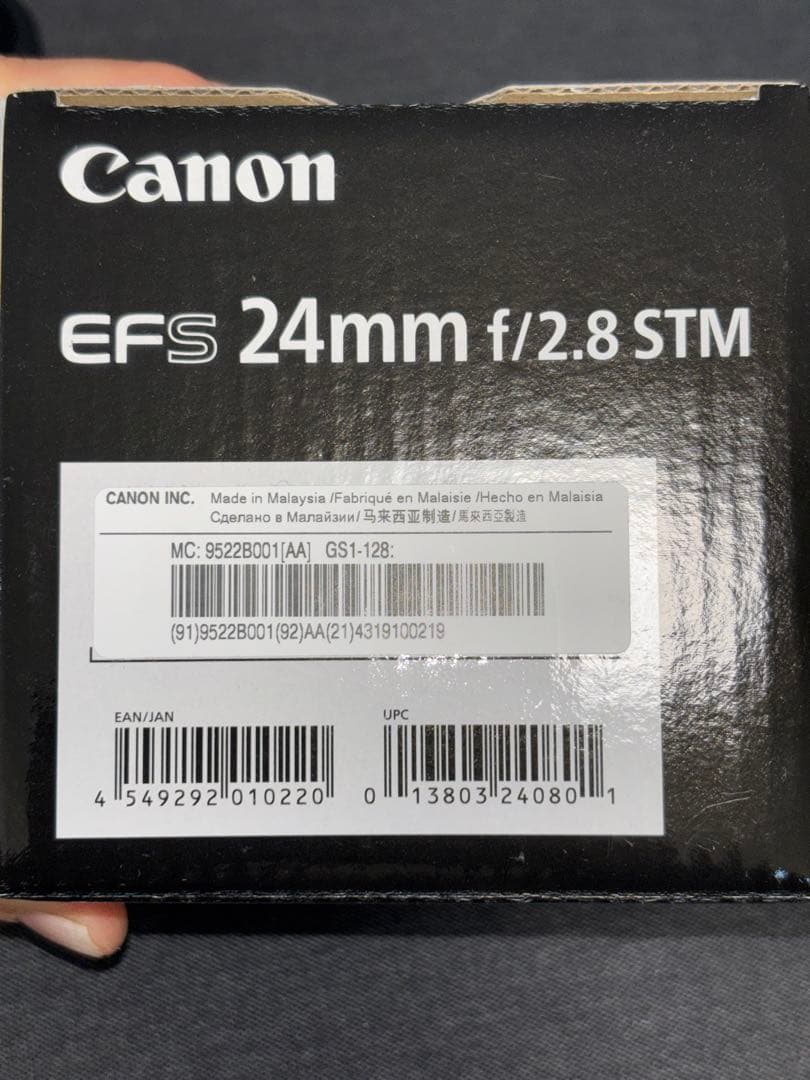 Canon
EFS 24mm f/2.8 STM
CANON INC. Made in Malaysia /Fabriqué en Malaisie /Hecho en Malaisia
Сделано в Малайзии/ 马来西亚制造/ 馬來西亞製造
MC: 9522B001[AA] GS1-128:
(91)9522B001(92)AA(21)4319100219
EAN/JAN
4 549292 010220
UPC
0 13803 24080 1